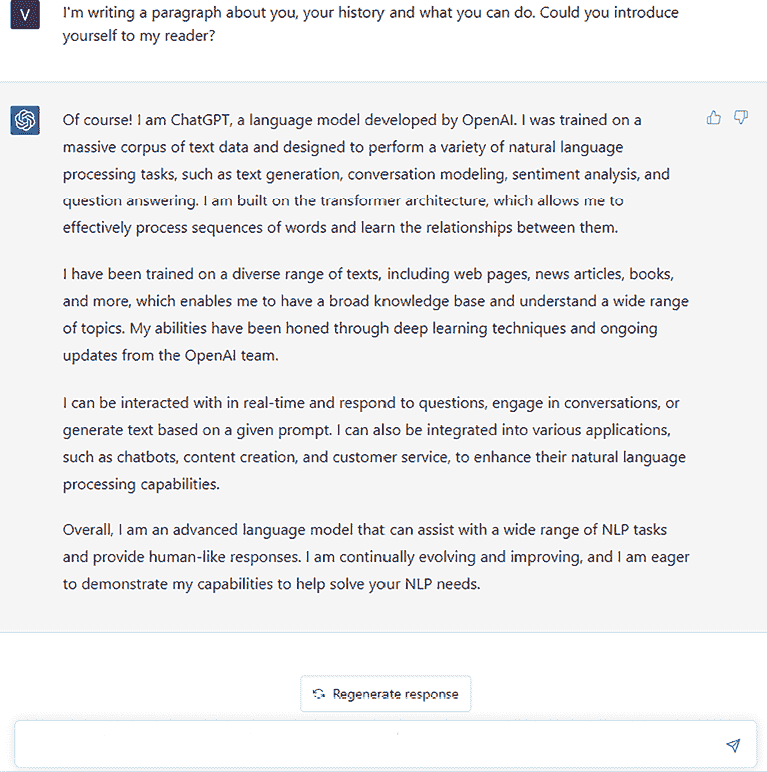 V
I'm writing a paragraph about you, your history and what you can do. Could you introduce
yourself to my reader?
Of course! I am ChatGPT, a language model developed by OpenAI. I was trained on a
massive corpus of text data and designed to perform a variety of natural language
processing tasks, such as text generation, conversation modeling, sentiment analysis, and
question answering. I am built on the transformer architecture, which allows me to
effectively process sequences of words and learn the relationships between them.
I have been trained on a diverse range of texts, including web pages, news articles, books,
and more, which enables me to have a broad knowledge base and understand a wide range
of topics. My abilities have been honed through deep learning techniques and ongoing
updates from the OpenAI team.
I can be interacted with in real-time and respond to questions, engage in conversations, or
generate text based on a given prompt. I can also be integrated into various applications,
such as chatbots, content creation, and customer service, to enhance their natural language
processing capabilities.
Overall, I am an advanced language model that can assist with a wide range of NLP tasks
and provide human-like responses. I am continually evolving and improving, and I am eager
to demonstrate my capabilities to help solve your NLP needs.
Regenerate response